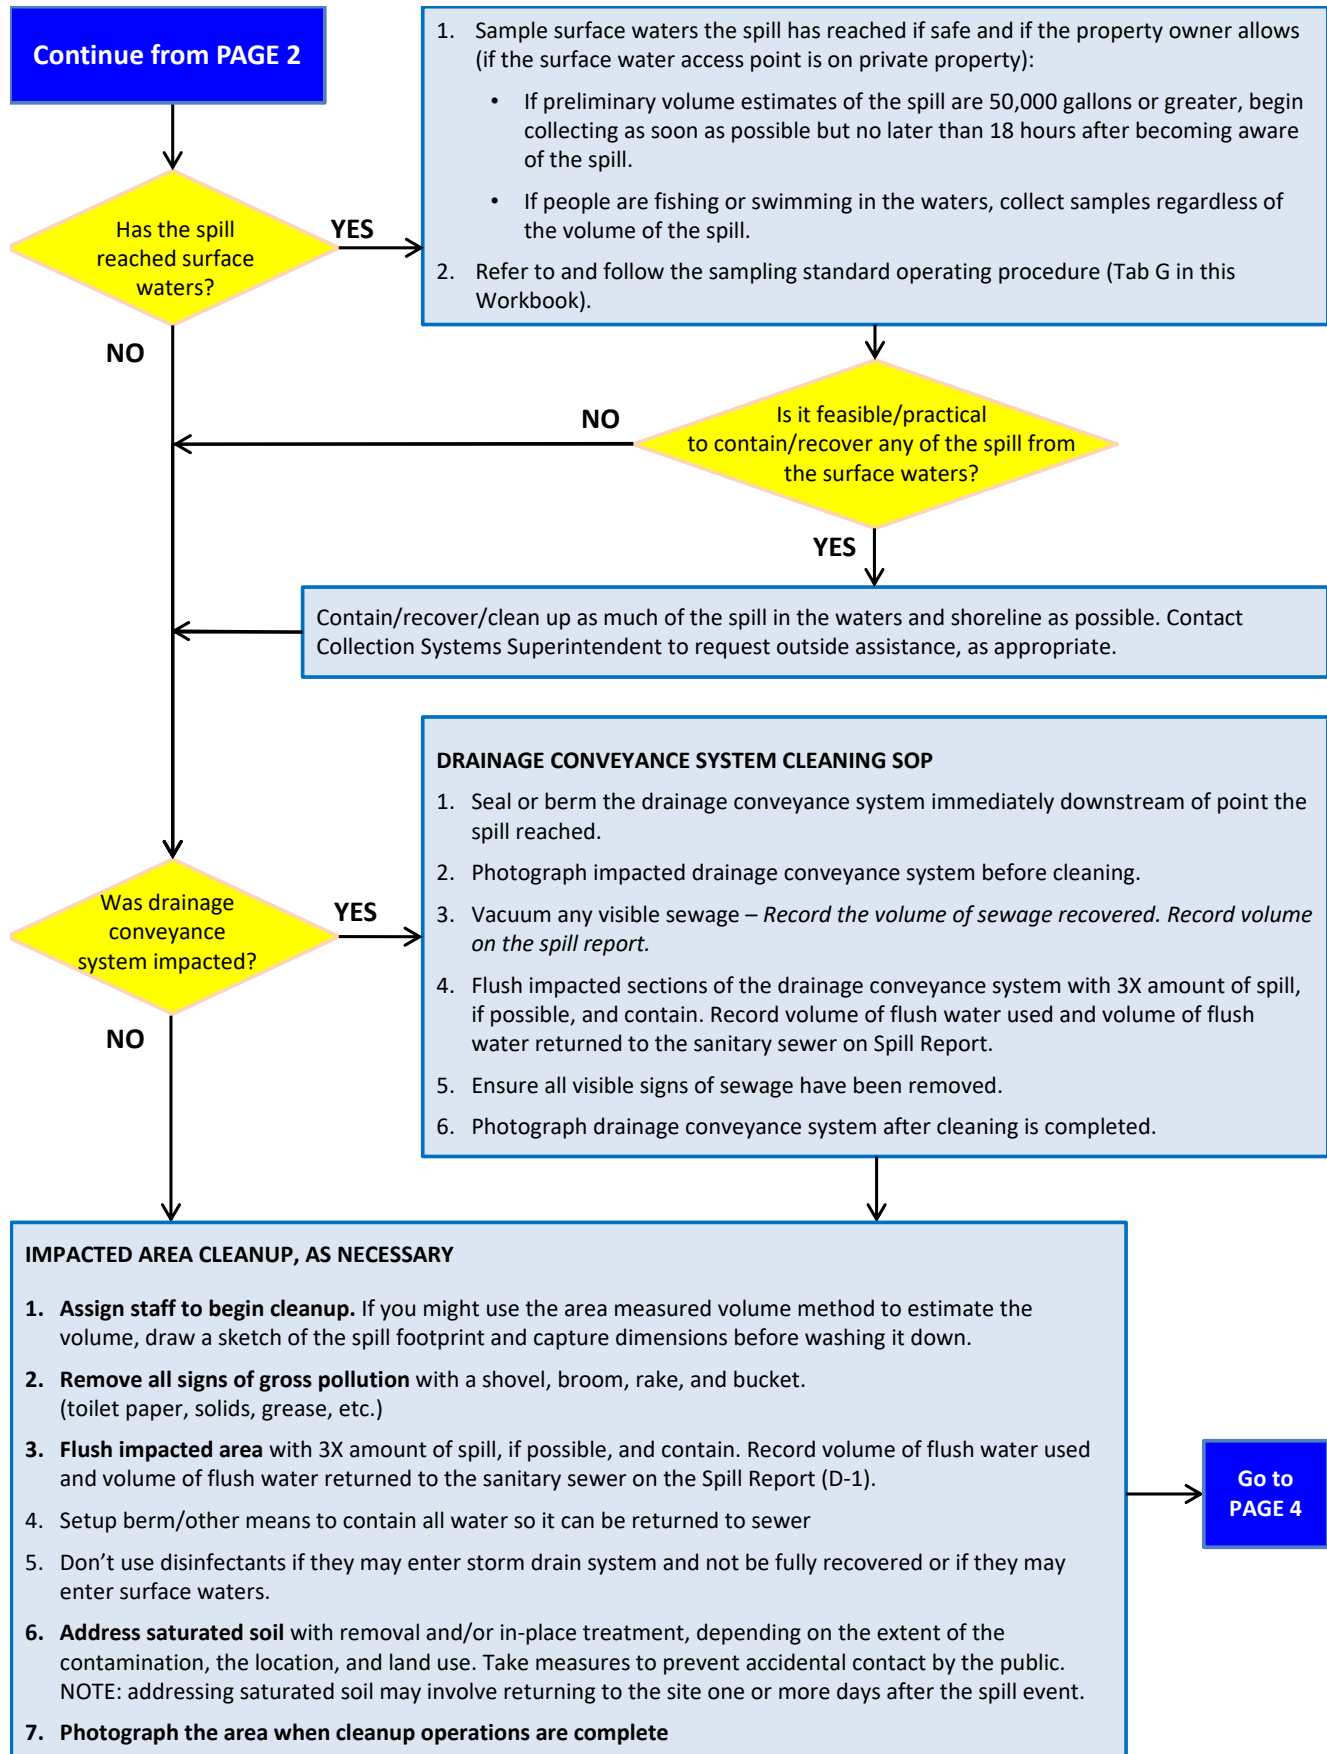 Continue from PAGE 2
1. Sample surface waters the spill has reached if safe and if the property owner allows
(if the surface water access point is on private property):
• If preliminary volume estimates of the spill are 50,000 gallons or greater, begin
collecting as soon as possible but no later than 18 hours after becoming aware
of the spill.
• If people are fishing or swimming in the waters, collect samples regardless of
the volume of the spill.
2. Refer to and follow the sampling standard operating procedure (Tab G in this
Workbook).
Has the spill
reached surface
waters?
YES
NO
Is it feasible/practical
to contain/recover any of the spill from
the surface waters?
NO
YES
Contain/recover/clean up as much of the spill in the waters and shoreline as possible. Contact
Collection Systems Superintendent to request outside assistance, as appropriate.
Was drainage
conveyance
system impacted?
YES
NO
DRAINAGE CONVEYANCE SYSTEM CLEANING SOP
1. Seal or berm the drainage conveyance system immediately downstream of point the
spill reached.
2. Photograph impacted drainage conveyance system before cleaning.
3. Vacuum any visible sewage – Record the volume of sewage recovered. Record volume
on the spill report.
4. Flush impacted sections of the drainage conveyance system with 3X amount of spill,
if possible, and contain. Record volume of flush water used and volume of flush
water returned to the sanitary sewer on Spill Report.
5. Ensure all visible signs of sewage have been removed.
6. Photograph drainage conveyance system after cleaning is completed.
IMPACTED AREA CLEANUP, AS NECESSARY
1. Assign staff to begin cleanup. If you might use the area measured volume method to estimate the
volume, draw a sketch of the spill footprint and capture dimensions before washing it down.
2. Remove all signs of gross pollution with a shovel, broom, rake, and bucket.
(toilet paper, solids, grease, etc.)
3. Flush impacted area with 3X amount of spill, if possible, and contain. Record volume of flush water used
and volume of flush water returned to the sanitary sewer on the Spill Report (D-1).
4. Setup berm/other means to contain all water so it can be returned to sewer
5. Don’t use disinfectants if they may enter storm drain system and not be fully recovered or if they may
enter surface waters.
6. Address saturated soil with removal and/or in-place treatment, depending on the extent of the
contamination, the location, and land use. Take measures to prevent accidental contact by the public.
NOTE: addressing saturated soil may involve returning to the site one or more days after the spill event.
7. Photograph the area when cleanup operations are complete
Go to
PAGE 4